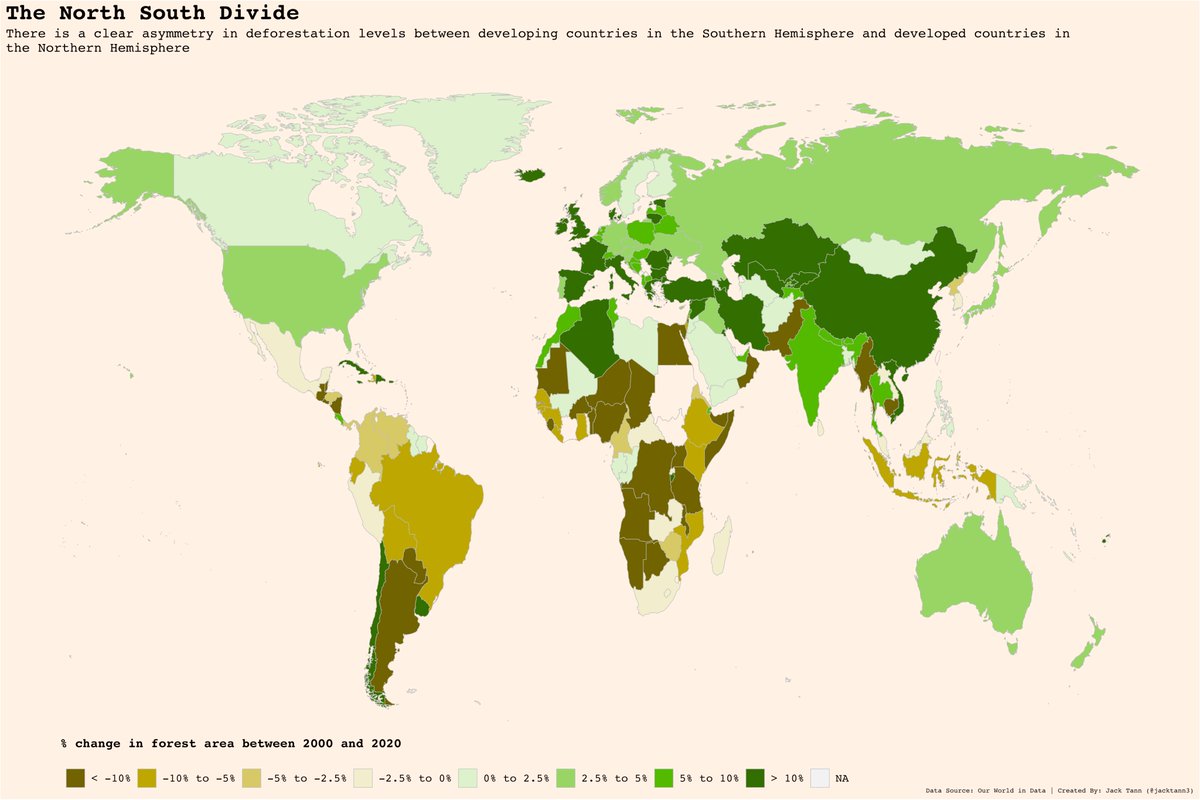 The North South Divide
There is a clear asymmetry in deforestation levels between developing countries in the Southern Hemisphere and developed countries in
the Northern Hemisphere
% change in forest area between 2000 and 2020
< -10% -10% to -5% -5% to -2.5% -2.5% to 0% 0% to 2.5% 2.5% to 5% 5% to 10% > 10% NA
Data Source: Our World in Data | Created By: Jack Tann (@jacktann3)